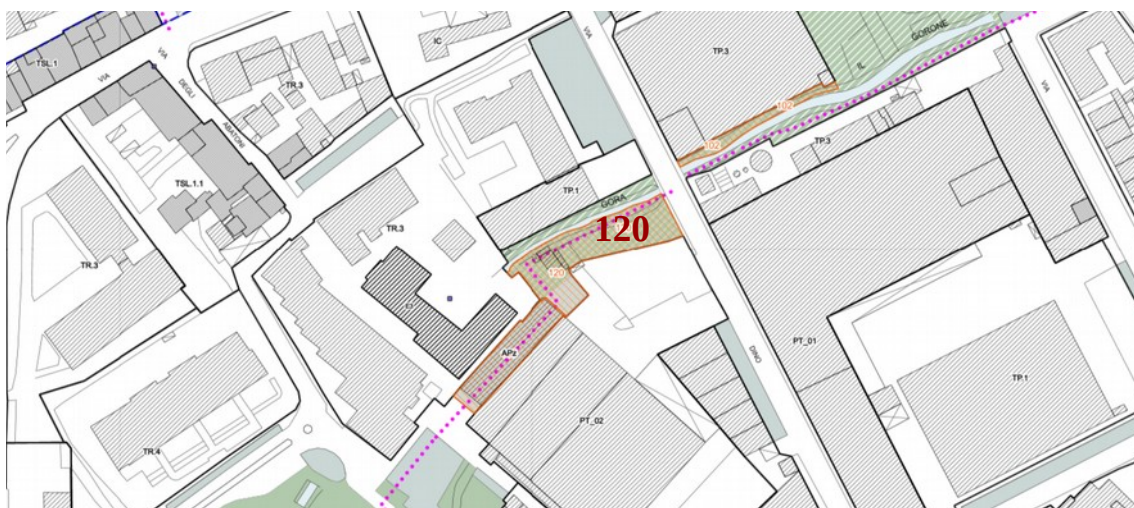 TSL.1
VIA
VIA
DEGLI
ABATONI
TR.3
IC
VIA
TP.3
GORONE
IL
102
102
TP.3
VIA
TSL.1.1
TR.3
TP.1
GORA
120
120
TR.3
APz
PT_01
DINO
TP.1
PT_02
TR.4